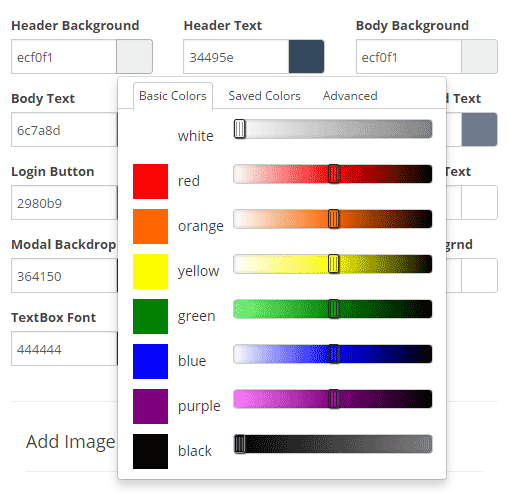 Header Background Header Text Body Background
ecf0f1 34495e ecf0f1
Basic Colors Saved Colors Advanced
Body Text d Text
6c7a8d
white
Login Button Text
red
2980b9
orange
Modal Backdrop grnd
yellow
364150
TextBox Font
green
444444
blue
purple
Add Image
black